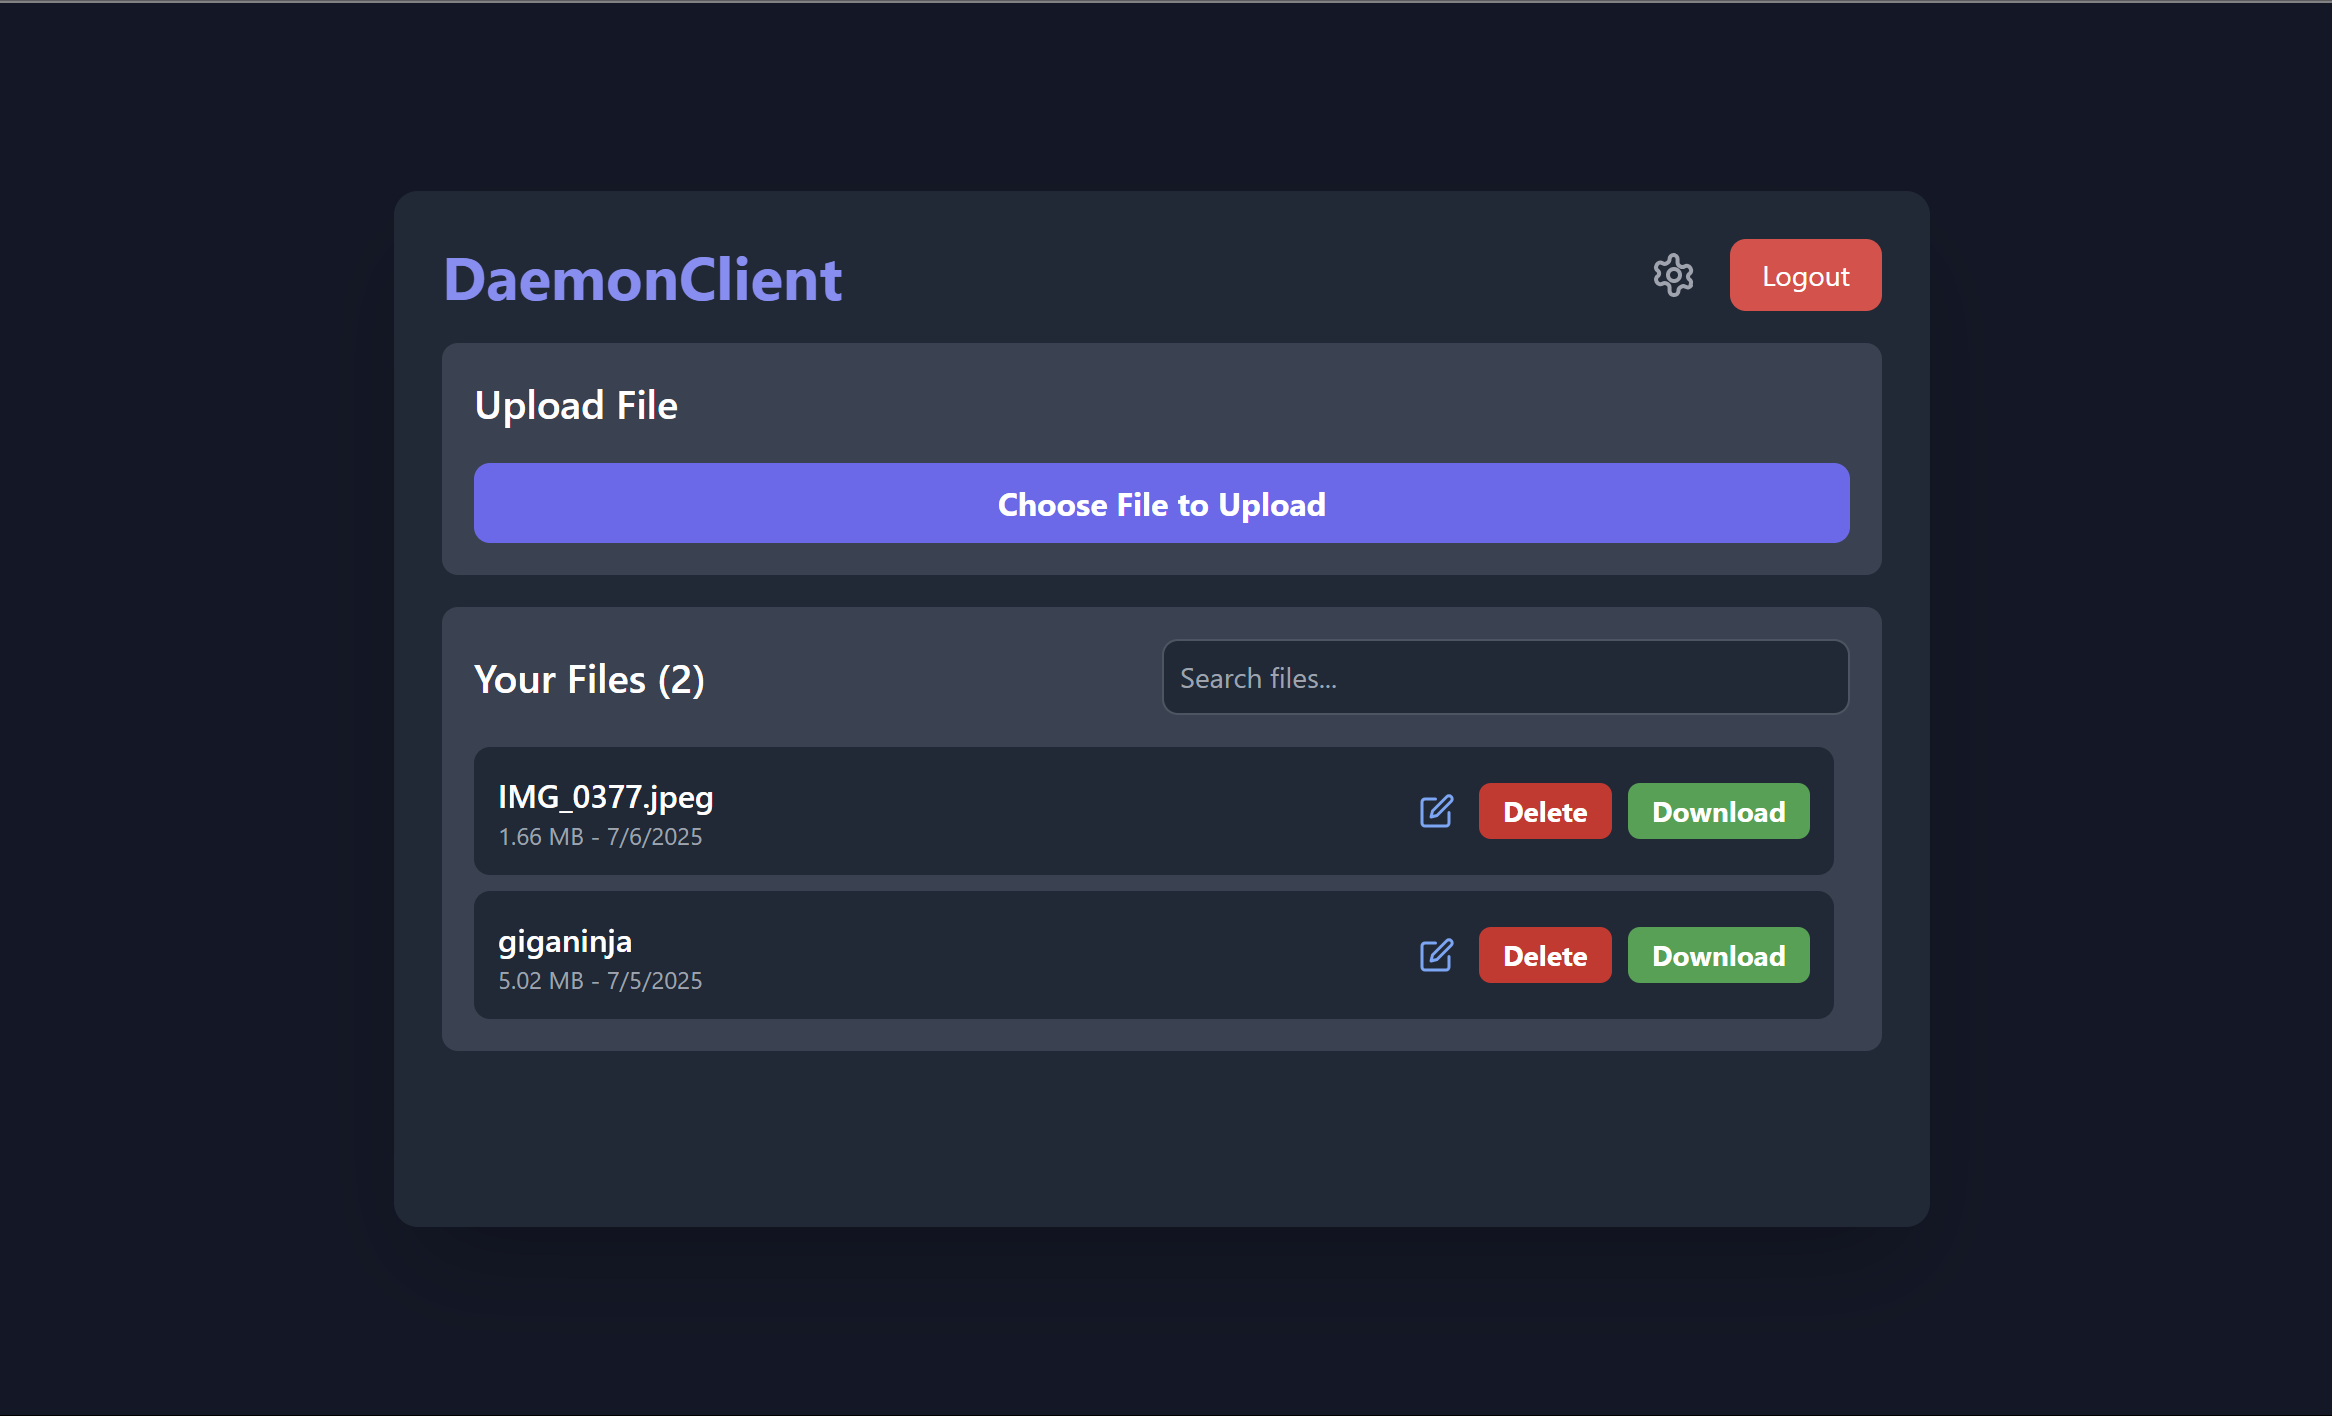 DaemonClient
Logout
Upload File
Choose File to Upload
Your Files (2)
Search files...
IMG_0377.jpeg
1.66 MB - 7/6/2025
Delete
Download
giganinja
5.02 MB - 7/5/2025
Delete
Download